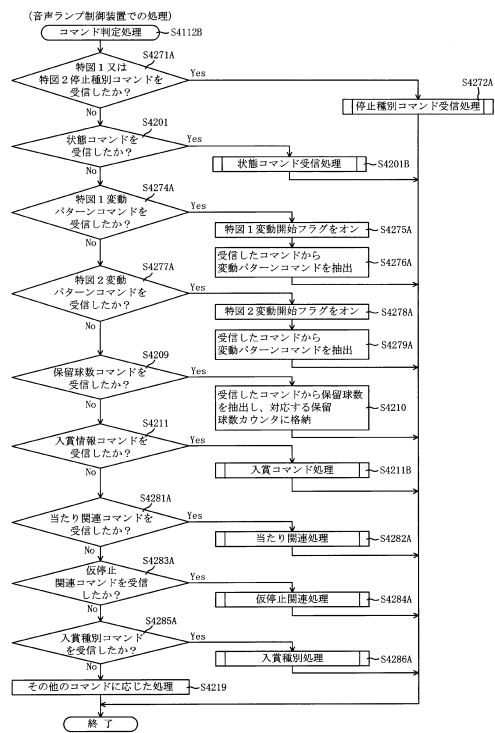 (音声ランプ制御装置での処理)
コマンド判定処理
S4112B
S4271A
特図1又は
特図2停止種別コマンドを
受信したか?
Yes
No
S4272A
停止種別コマンド受信処理
S4201
状態コマンドを
受信したか?
Yes
No
状態コマンド受信処理
S4201B
S4274A
特図1変動
パターンコマンドを
受信したか?
Yes
No
特図1変動開始フラグをオン
S4275A
受信したコマンドから
変動パターンコマンドを抽出
S4276A
S4277A
特図2変動
パターンコマンドを
受信したか?
Yes
No
特図2変動開始フラグをオン
S4278A
受信したコマンドから
変動パターンコマンドを抽出
S4279A
S4209
保留球数コマンドを
受信したか?
Yes
No
受信したコマンドから保留球数
を抽出し、対応する保留
球数カウンタに格納
S4210
S4211
入賞情報コマンドを
受信したか?
Yes
No
入賞コマンド処理
S4211B
S4281A
当たり関連コマンドを
受信したか?
Yes
No
当たり関連処理
S4282A
S4283A
仮停止
関連コマンドを受信
したか?
Yes
No
仮停止関連処理
S4284A
S4285A
入賞種別コマンド
を受信したか?
Yes
No
入賞種別処理
S4286A
その他のコマンドに応じた処理
S4219
終了